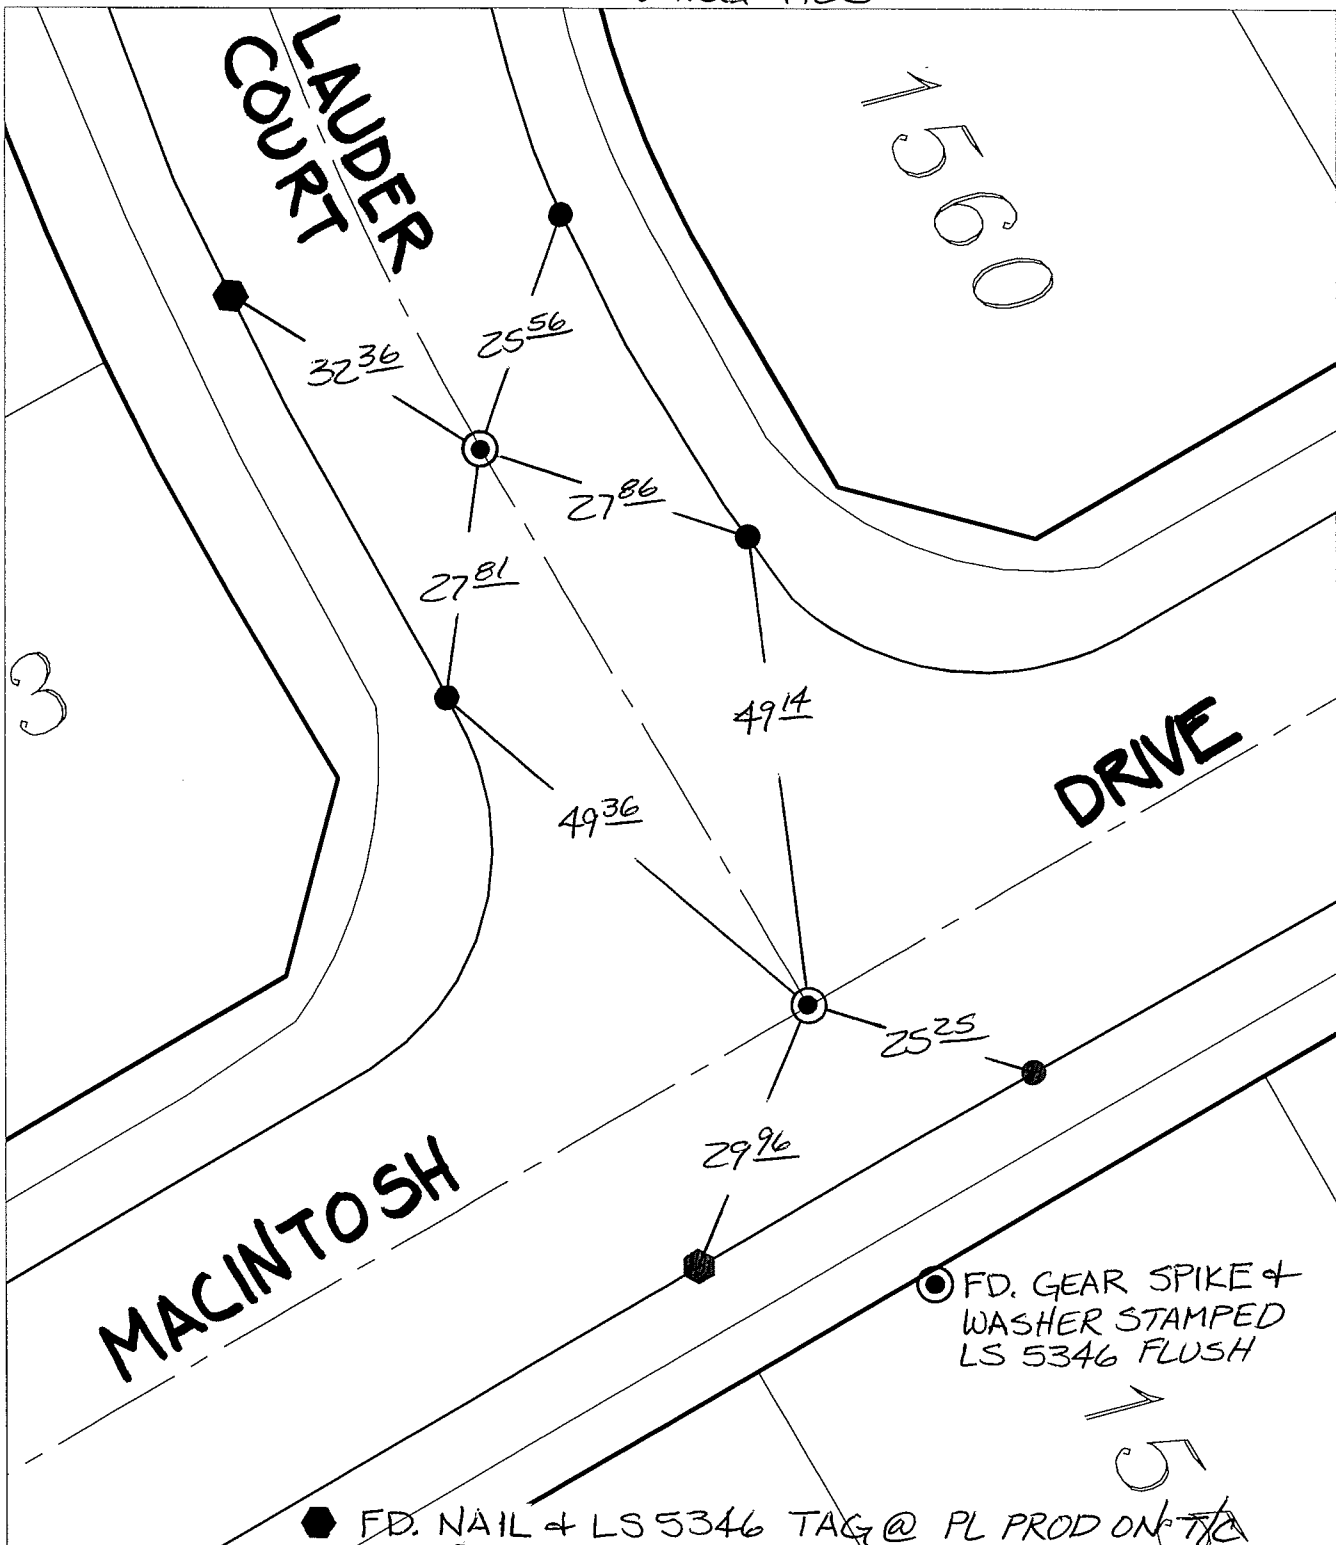 LAUDER
COURT
1560
32 36
25 56
27 86
27 81
3
49 14
49 36
DRIVE
25 25
29 96
MACINTOSH
FD. GEAR SPIKE &
WASHER STAMPED
LS 5346 FLUSH
15
FD. NAIL & LS 5346 TAG @ PL PROD ON T/C